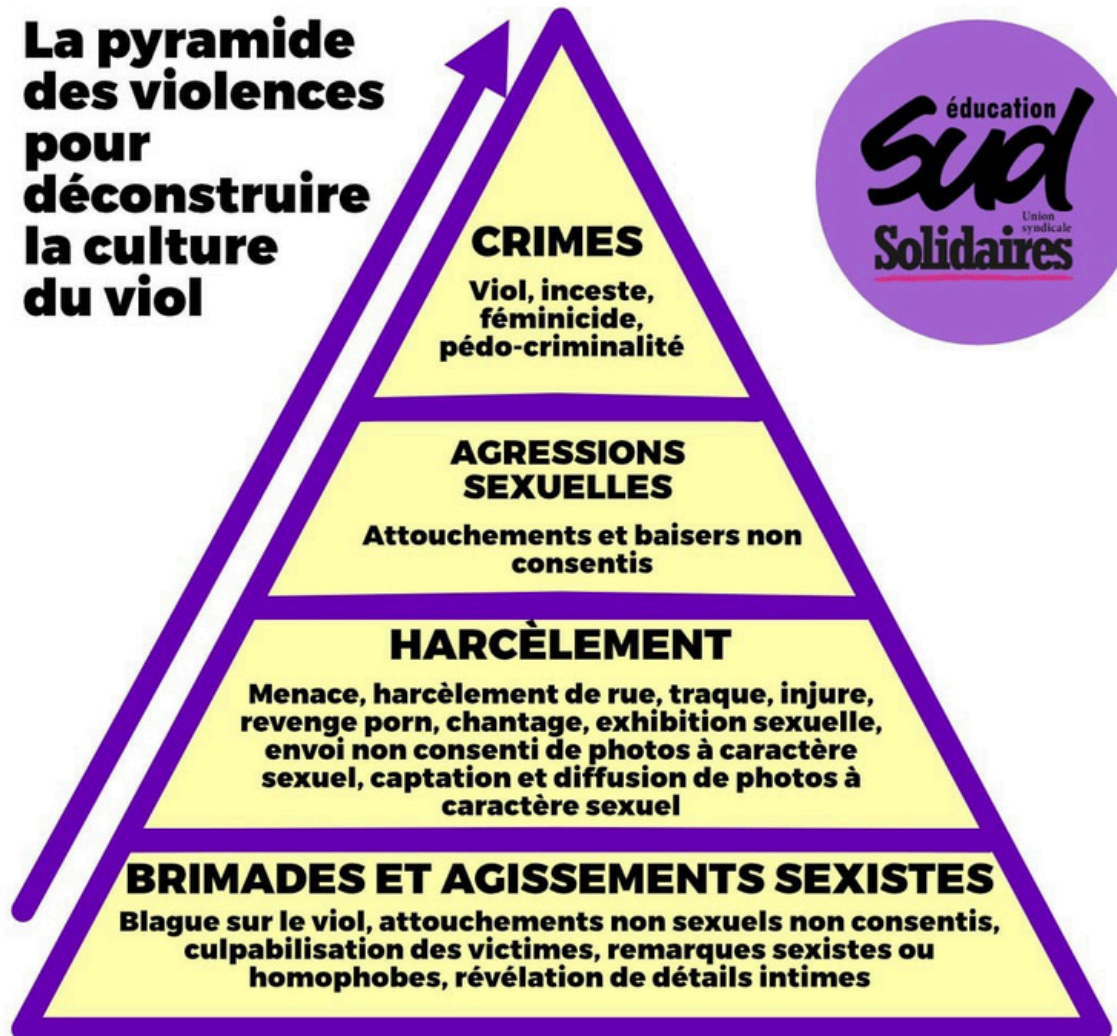 La pyramide
des violences
pour
déconstruire
la culture
du viol
éducation
Sud
Union
syndicale
Solidaires
CRIMES
Viol, inceste,
féminicide,
pédo-criminalité
AGRESSIONS
SEXUELLES
Attouchements et baisers non
consentis
HARCÈLEMENT
Menace, harcèlement de rue, traque, injure,
revenge porn, chantage, exhibition sexuelle,
envoi non consenti de photos à caractère
sexuel, captation et diffusion de photos à
caractère sexuel
BRIMADES ET AGISSEMENTS SEXISTES
Blague sur le viol, attouchements non sexuels non consentis,
culpabilisation des victimes, remarques sexistes ou
homophobes, révélation de détails intimes